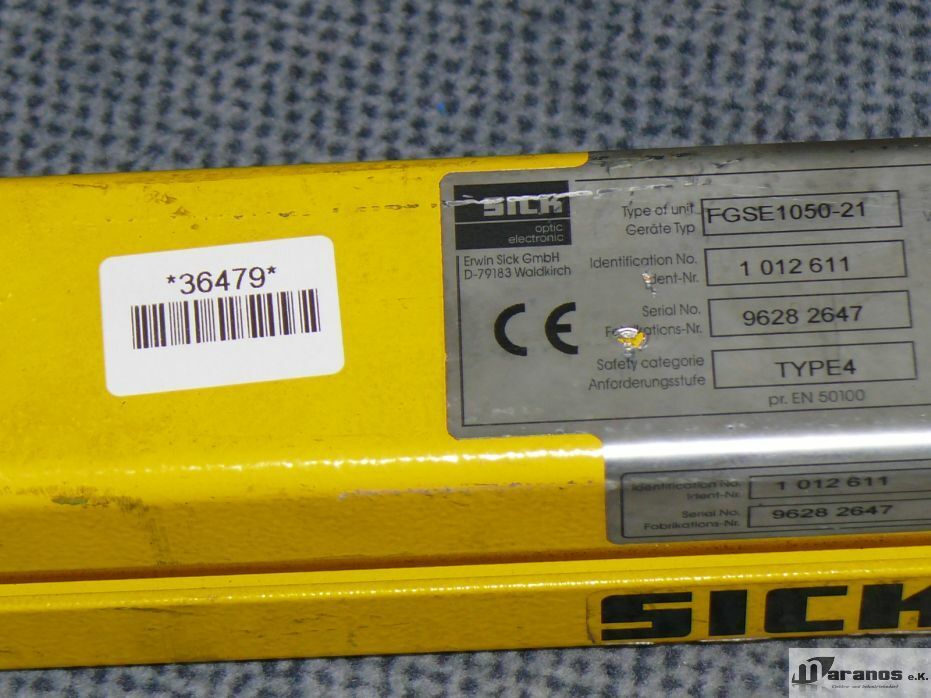 *36479*
SICK
optic
electronic
Erwin Sick GmbH
D-79183 Waldkirch
CE
Type of unit FGSE1050-21
Geräte Typ
Identification No. 1 012 611
Ident-Nr.
Serial No. 9628 2647
Fabrikations-Nr.
Safety categorie TYPE4
Anforderungsstufe
pr. EN 50100
Identification No. 1 012 611
Ident-Nr.
Serial No. 9628 2647
Fabrikations-Nr.
SICK
Maranos e.K.